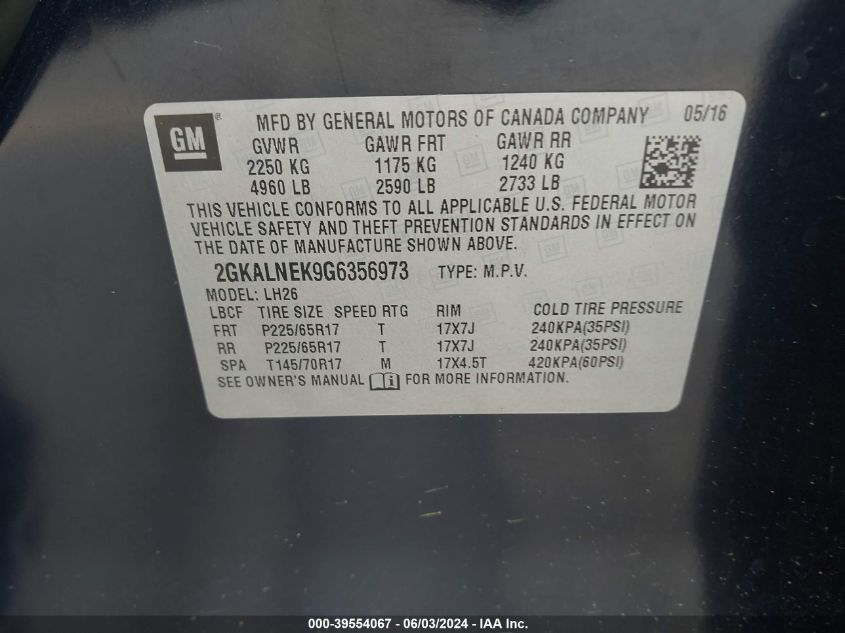 GM ®
MFD BY GENERAL MOTORS OF CANADA COMPANY 05/16
GVWR GAWR FRT GAWR RR
2250 KG 1175 KG 1240 KG
4960 LB 2590 LB 2733 LB
THIS VEHICLE CONFORMS TO ALL APPLICABLE U.S. FEDERAL MOTOR
VEHICLE SAFETY AND THEFT PREVENTION STANDARDS IN EFFECT ON
THE DATE OF MANUFACTURE SHOWN ABOVE.
2GKALNEK9G6356973 TYPE: M.P.V.
MODEL: LH26
LBCF TIRE SIZE SPEED RTG RIM COLD TIRE PRESSURE
FRT P225/65R17 T 17X7J 240KPA(35PSI)
RR P225/65R17 T 17X7J 240KPA(35PSI)
SPA T145/70R17 M 17X4.5T 420KPA(60PSI)
SEE OWNER'S MANUAL FOR MORE INFORMATION.
000-39554067 - 06/03/2024 - IAA Inc.